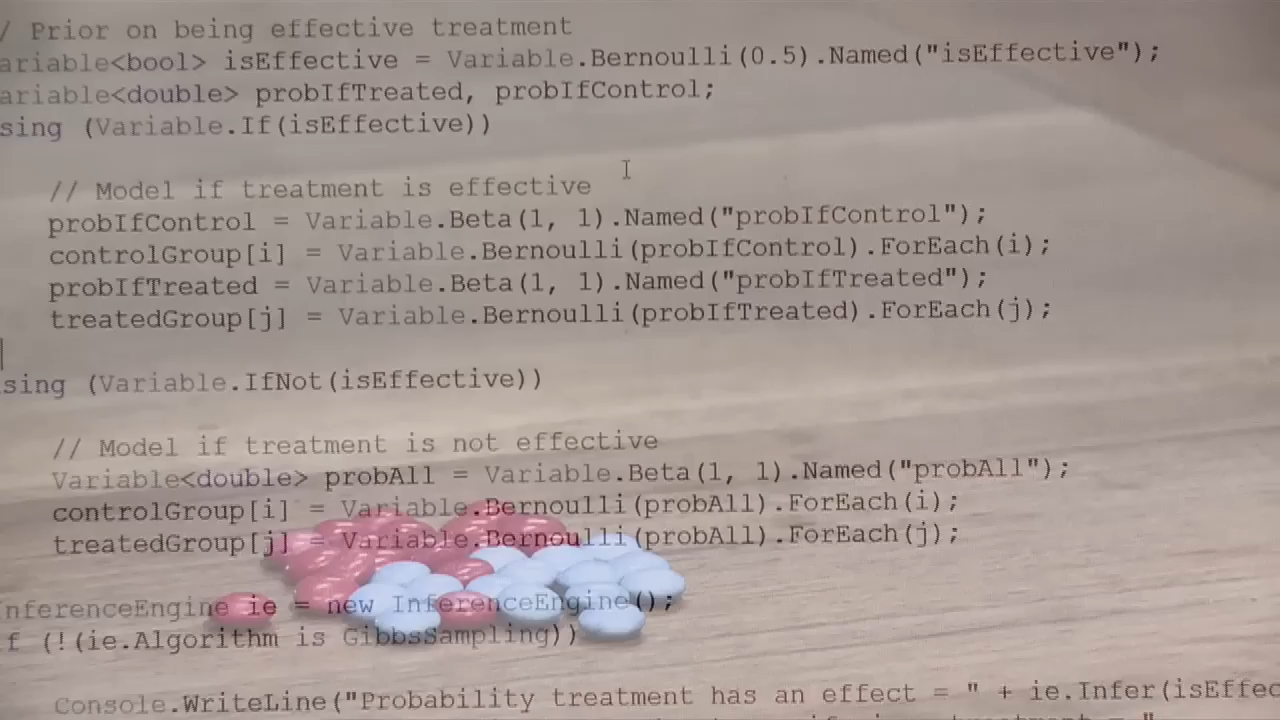 / Prior on being effective treatment
ariable<bool> isEffective = Variable.Bernoulli(0.5).Named("isEffective");
ariable<double> probIfTreated, probIfControl;
sing (Variable.If(isEffective))
// Model if treatment is effective
probIfControl = Variable.Beta(1, 1).Named("probIfControl");
controlGroup[i] = Variable.Bernoulli(probIfControl).ForEach(i);
probIfTreated = Variable.Beta(1, 1).Named("probIfTreated");
treatedGroup[j] = Variable.Bernoulli(probIfTreated).ForEach(j);
sing (Variable.IfNot(isEffective))
// Model if treatment is not effective
Variable<double> probAll = Variable.Beta(1, 1).Named("probAll");
controlGroup[i] = Variable.Bernoulli(probAll).ForEach(i);
treatedGroup[j] = Variable.Bernoulli(probAll).ForEach(j);
nferenceEngine ie = new InferenceEngine();
f (!(ie.Algorithm is GibbsSampling))
Console.WriteLine("Probability treatment has an effect = " + ie.Infer(isEffec